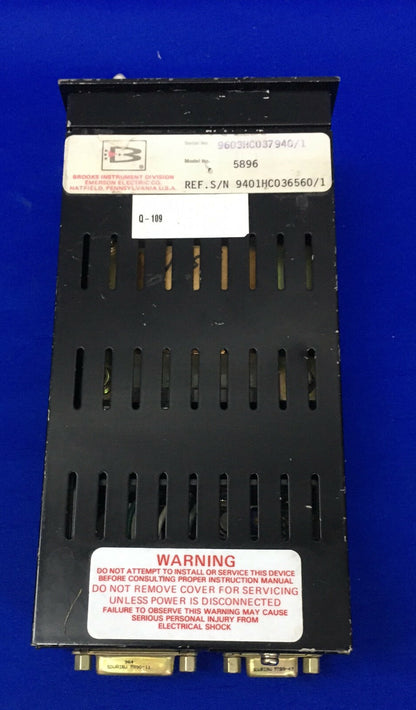 B
BROOKS INSTRUMENT DIVISION
EMERSON ELECTRIC CO.
HATFIELD, PENNSYLVANIA U.S.A.
Serial No. 9603HC037940/1
Model No. 5896
REF.S/N 9401HC036560/1
Q-109
WARNING
DO NOT ATTEMPT TO INSTALL OR SERVICE THIS DEVICE
BEFORE CONSULTING PROPER INSTRUCTION MANUAL
DO NOT REMOVE COVER FOR SERVICING
UNLESS POWER IS DISCONNECTED
FAILURE TO OBSERVE THIS WARNING MAY CAUSE
SERIOUS PERSONAL INJURY FROM
ELECTRICAL SHOCK